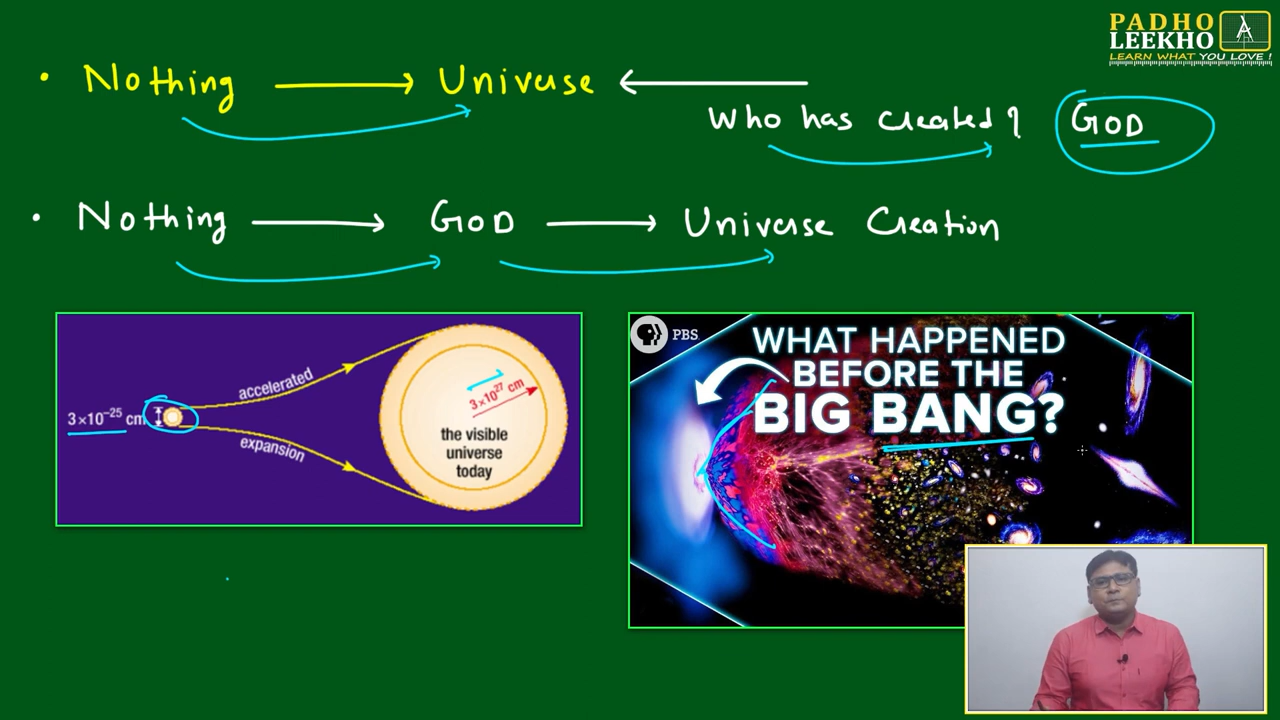 PADHO
LEEKHO
LEARN WHAT YOU LOVE !
• Nothing → Universe ←
Who has created? GOD
• Nothing → GOD → Universe Creation
accelerated
3×10⁻²⁵ cm
expansion
3×10²⁷ cm
the visible
universe
today
PBS
WHAT HAPPENED
BEFORE THE
BIG BANG?